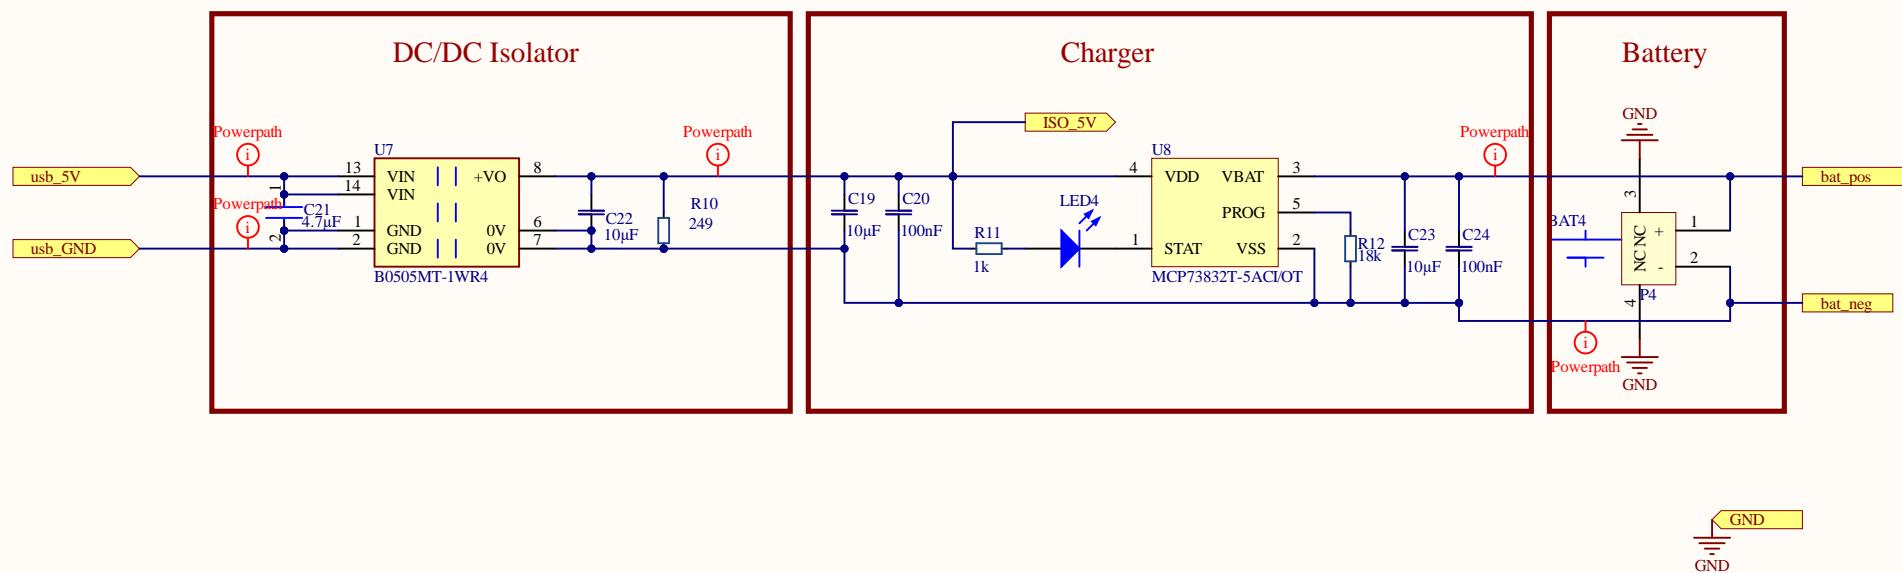 DC/DC Isolator
Charger
Battery
Powerpath
Powerpath
ISO_5V
Powerpath
GND
usb_5V
U7
13
VIN
14
VIN
+VO
8
1
C21
4.7µF
2
Powerpath
1
GND
2
GND
0V
6
0V
7
B0505MT-1WR4
usb_GND
C22
10µF
R10
249
C19
10µF
C20
100nF
R11
1k
LED4
U8
4
VDD
VBAT
3
PROG
5
1
STAT
VSS
2
MCP73832T-5ACI/OT
R12
18k
C23
10µF
C24
100nF
BAT4
3
NC NC
+
-
1
2
4
P4
bat_pos
bat_neg
Powerpath
GND
GND
GND